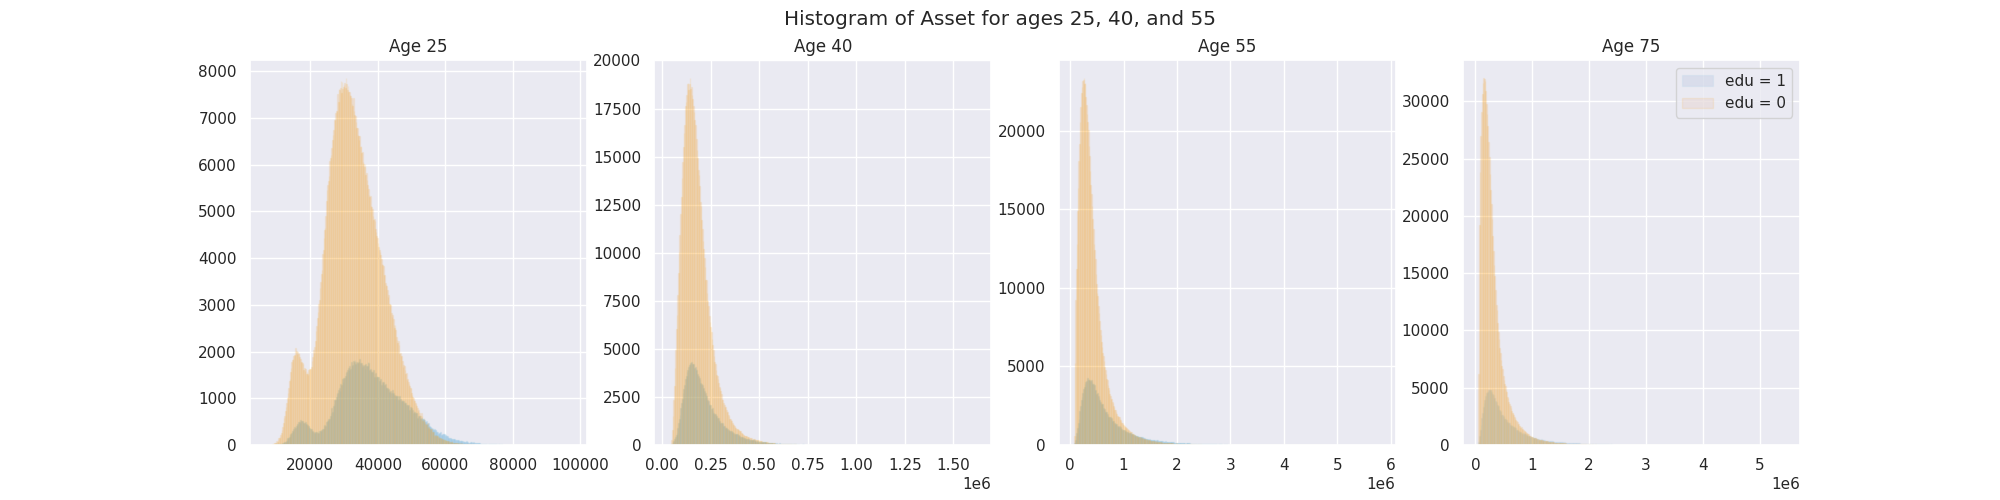 Histogram of Asset for ages 25, 40, and 55
Age 25
8000
7000
6000
5000
4000
3000
2000
1000
0
20000 40000 60000 80000 100000
Age 40
20000
17500
15000
12500
10000
7500
5000
2500
0
0.00 0.25 0.50 0.75 1.00 1.25 1.50
1e6
Age 55
20000
15000
10000
5000
0
0 1 2 3 4 5 6
1e6
Age 75
edu = 1
edu = 0
30000
25000
20000
15000
10000
5000
0
0 1 2 3 4 5
1e6